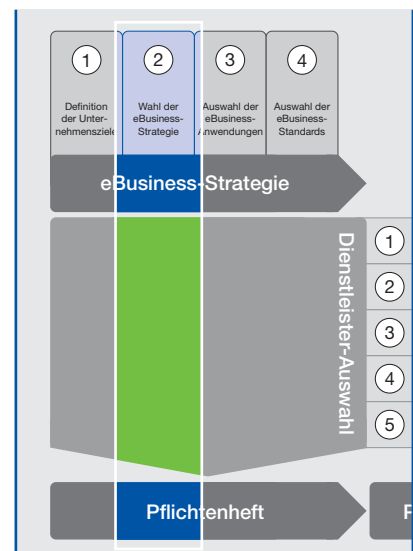 1
2
3
4
Definition
der Unter-
nehmensziele
Wahl der
eBusiness-
Strategie
Auswahl der
eBusiness-
Anwendungen
Auswahl der
eBusiness-
Standards
eBusiness-Strategie
Dienstleister-Auswahl
1
2
3
4
5
Pflichtenheft